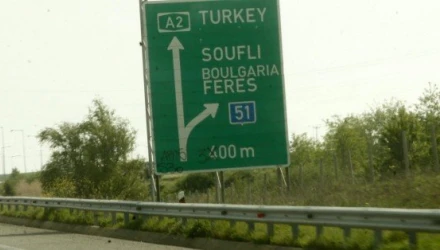 A2 TURKEY
SOUFLI
BOULGARIA
FERES
51
400 m